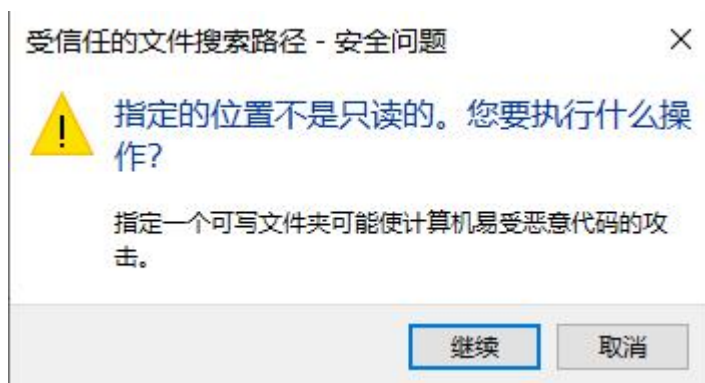 受信任的文件搜索路径 - 安全问题
指定的位置不是只读的。您要执行什么操
作?
指定一个可写文件夹可能使计算机易受恶意代码的攻
击。
继续 取消